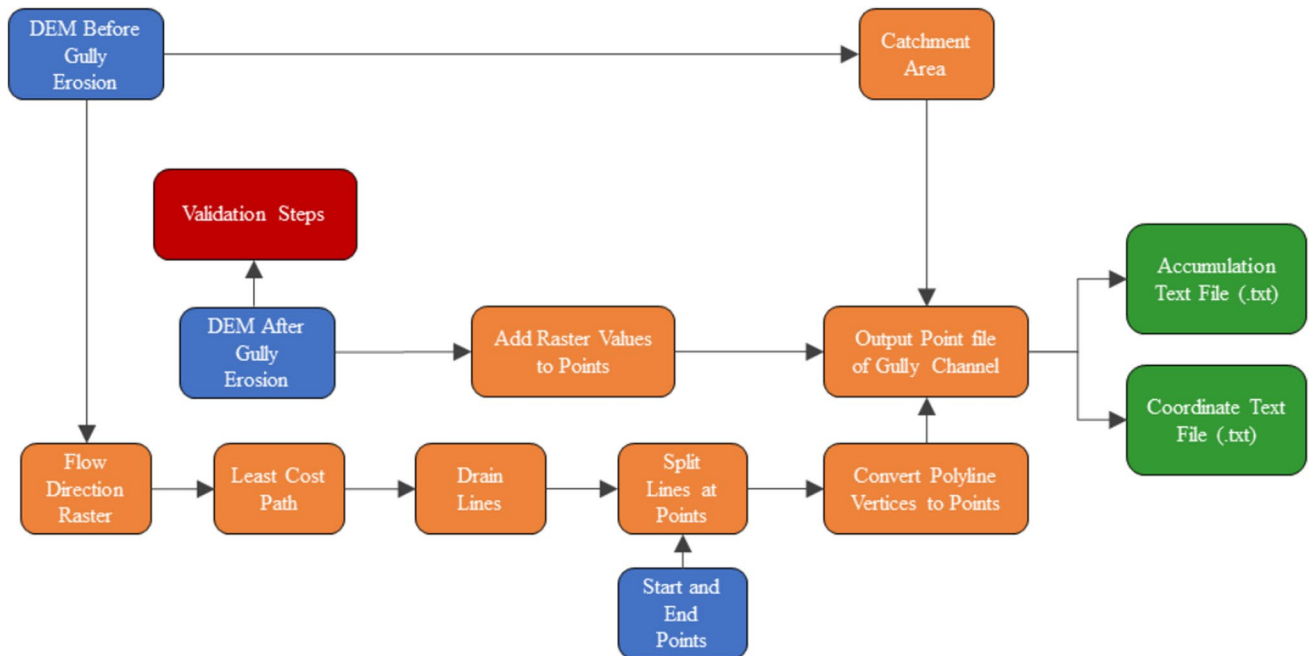 DEM Before
Gully
Erosion
Catchment
Area
Validation Steps
DEM After
Gully
Erosion
Add Raster Values
to Points
Output Point file
of Gully Channel
Accumulation
Text File (.txt)
Coordinate Text
File (.txt)
Flow
Direction
Raster
Least Cost
Path
Drain
Lines
Split
Lines at
Points
Convert Polyline
Vertices to Points
Start and
End
Points